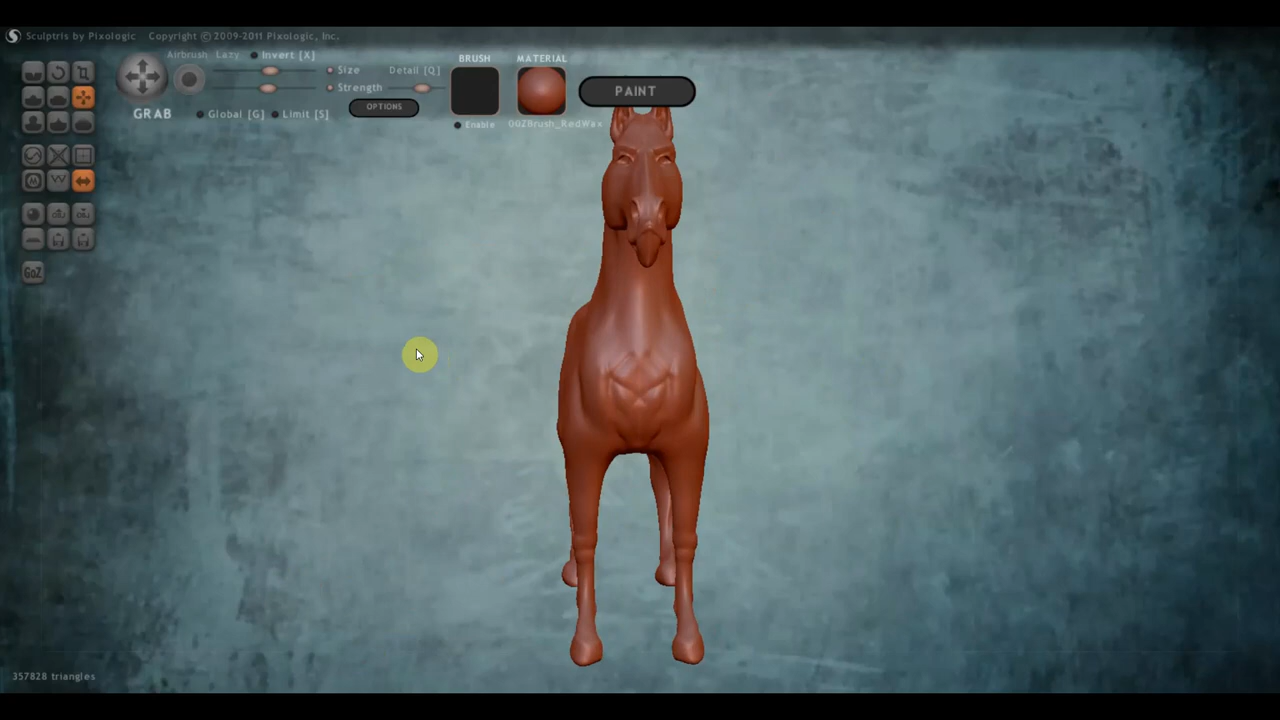 Sculptris by Pixologic Copyright ©2009-2011 Pixologic, Inc.
Airbrush Lazy Invert [X]
BRUSH
MATERIAL
Size
Detail [Q]
Strength
PAINT
OPTIONS
GRAB
Global [G]
Limit [S]
Enable
00ZBrush_RedWax
GoZ
357828 triangles